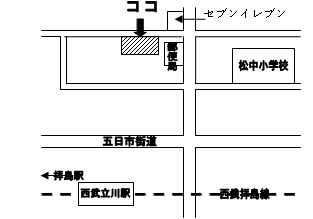 ココ
セブンイレブン
郵便局
松中小学校
五日市街道
拝島駅
西武立川駅
西武拝島線